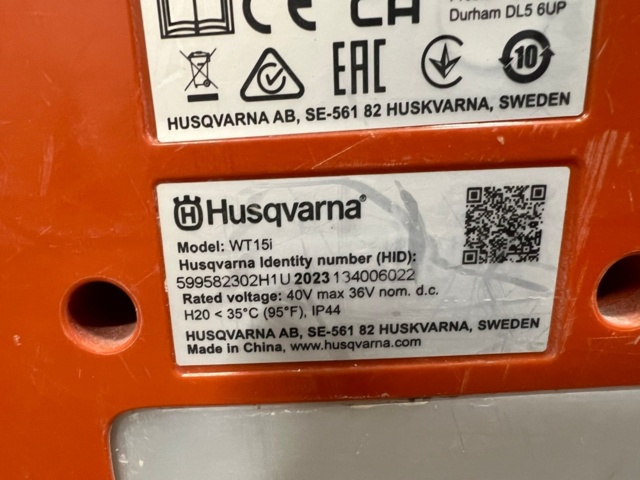 CE UK CA
Durham DL5 6UP
EAC
10
HUSQVARNA AB, SE-561 82 HUSKVARNA, SWEDEN
Husqvarna®
Model: WT15i
Husqvarna Identity number (HID):
599582302H1U 2023 134006022
Rated voltage: 40V max 36V nom. d.c.
H20 < 35°C (95°F), IP44
HUSQVARNA AB, SE-561 82 HUSKVARNA, SWEDEN
Made in China, www.husqvarna.com